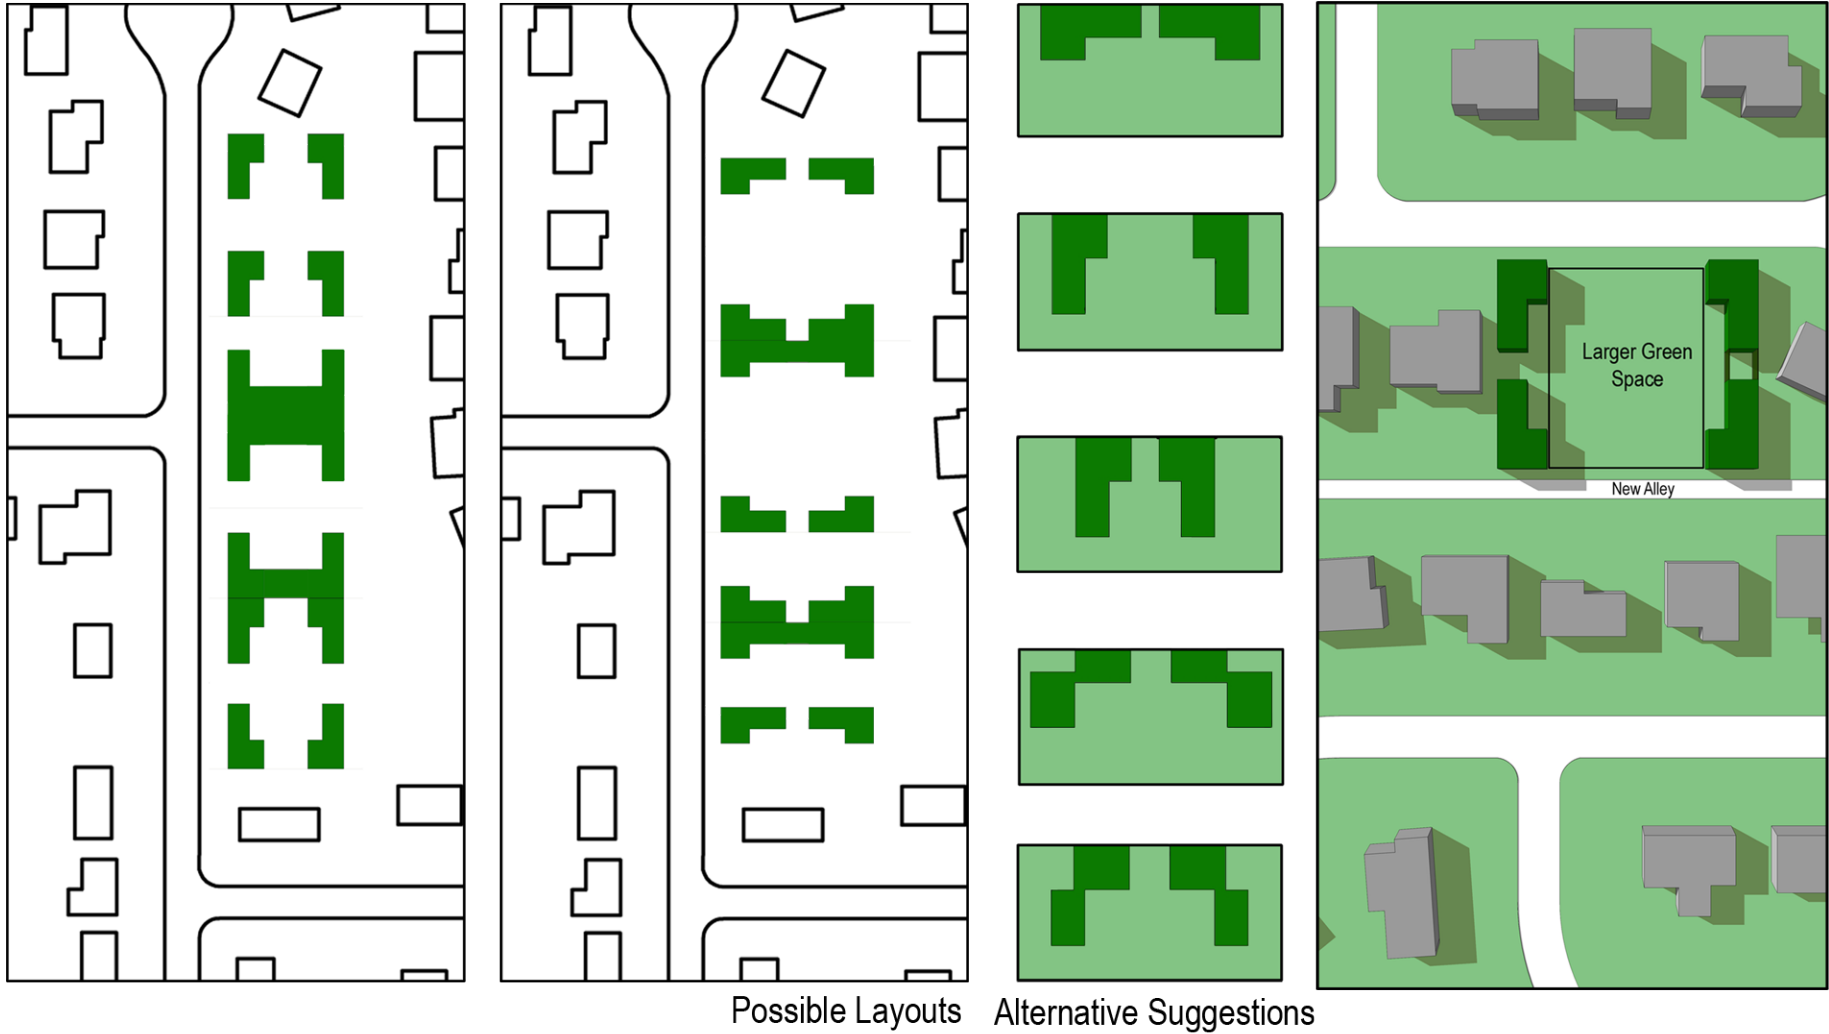 Larger Green
Space
New Alley
Possible Layouts
Alternative Suggestions